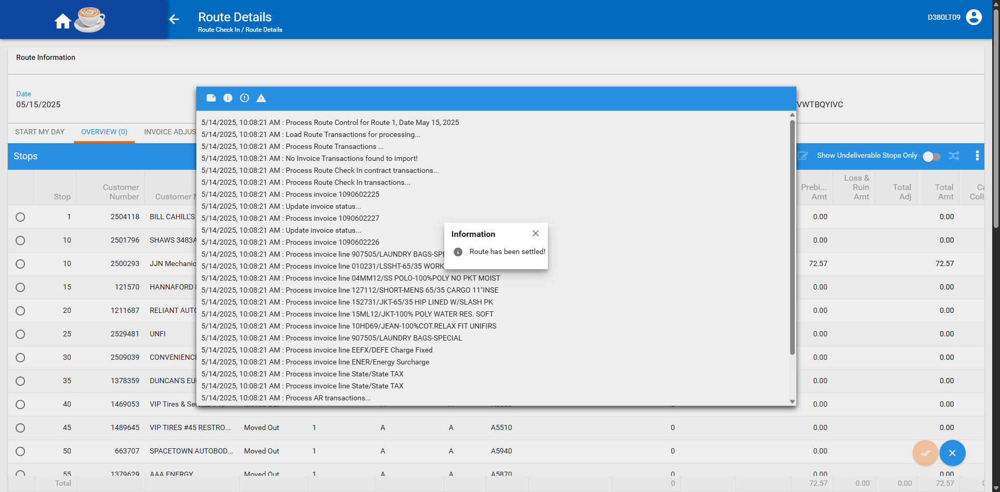 Route Details
Route Check In / Route Details
D380LT09
Route Information
Date
05/15/2025
VWTBQYIVC
START MY DAY
OVERVIEW (0)
INVOICE ADJUS
Stops
Show Undeliverable Stops Only
Stop
Customer Number
Customer N
Prebi... Amt
Loss & Ruin Amt
Total Adj
Total Amt
Ca
Coll
5/14/2025, 10:08:21 AM : Process Route Control for Route 1, Date May 15, 2025
5/14/2025, 10:08:21 AM : Load Route Transactions for processing...
5/14/2025, 10:08:21 AM : Process Route Transactions ...
5/14/2025, 10:08:21 AM : No Invoice Transactions found to import!
5/14/2025, 10:08:21 AM : Process Route Check In contract transactions...
5/14/2025, 10:08:21 AM : Process Route Check In transactions...
5/14/2025, 10:08:21 AM : Process invoice 1090602225
5/14/2025, 10:08:21 AM : Update invoice status...
5/14/2025, 10:08:21 AM : Process invoice 1090602227
5/14/2025, 10:08:21 AM : Update invoice status...
5/14/2025, 10:08:21 AM : Process invoice 1090602226
5/14/2025, 10:08:21 AM : Process invoice line 907505/LAUNDRY BAGS-SPE
5/14/2025, 10:08:21 AM : Process invoice line 010231/LSSHT-65/35 WORK
5/14/2025, 10:08:21 AM : Process invoice line 04MM12/SS POLO-100%POLY NO PKT MOIST
5/14/2025, 10:08:21 AM : Process invoice line 127112/SHORT-MENS 65/35 CARGO 11"INSE
5/14/2025, 10:08:21 AM : Process invoice line 152731/JKT-65/35 HIP LINED W/SLASH PK
5/14/2025, 10:08:21 AM : Process invoice line 15ML12/JKT-100% POLY WATER RES. SOFT
5/14/2025, 10:08:21 AM : Process invoice line 10HD69/JEAN-100%COT.RELAX FIT UNIFIRS
5/14/2025, 10:08:21 AM : Process invoice line 907505/LAUNDRY BAGS-SPECIAL
5/14/2025, 10:08:21 AM : Process invoice line EEFX/DEFE Charge Fixed
5/14/2025, 10:08:21 AM : Process invoice line ENER/Energy Surcharge
5/14/2025, 10:08:21 AM : Process invoice line State/State TAX
5/14/2025, 10:08:21 AM : Process invoice line State/State TAX
5/14/2025, 10:08:21 AM : Process AR transactions...
Information
Route has been settled!
1 2504118 BILL CAHILL'S 0.00 0.00
10 2501796 SHAWS 3483A 0.00 0.00
10 2500293 JJN Mechanic 72.57 72.57
15 121570 HANNAFORD 0.00 0.00
20 1211687 RELIANT AUTO 0.00 0.00
25 2529481 UNFI 0.00 0.00
30 2509039 CONVENIENCE 0.00 0.00
35 1378359 DUNCAN'S EU 0.00 0.00
40 1469053 VIP Tires & Se 0.00 0.00
45 1489645 VIP TIRES #45 RESTRO... Moved Out 1 A A A5510 0 0.00 0.00
50 663707 SPACETOWN AUTOBOD... Moved Out 1 A A A5940 0 0.00
55 1379629 AAA ENERGY Moved Out 1 A A A5870 0 0.00 0.00
Total 0 72.57 0.00 0.00 72.57